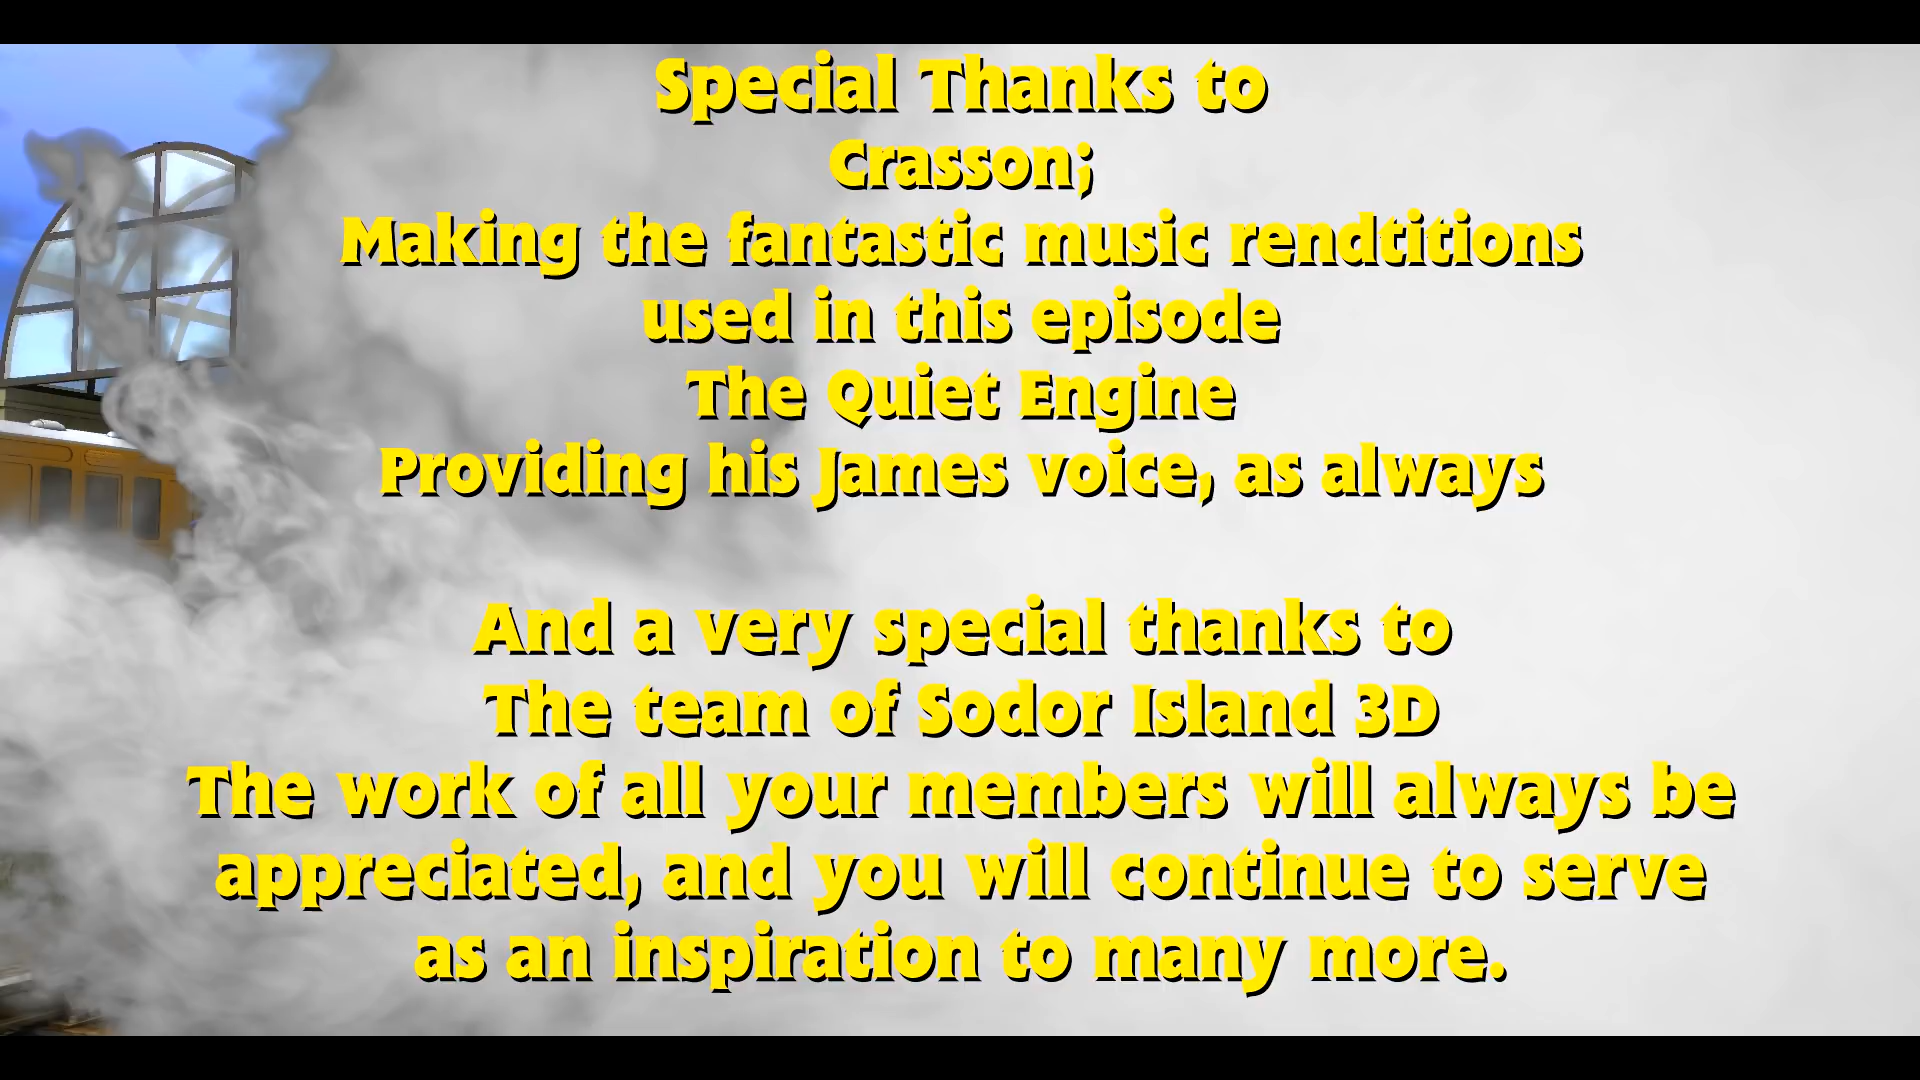 Special Thanks to
Crasson;
Making the fantastic music rendtitions
used in this episode
The Quiet Engine
Providing his James voice, as always
And a very special thanks to
The team of Sodor Island 3D
The work of all your members will always be
appreciated, and you will continue to serve
as an inspiration to many more.